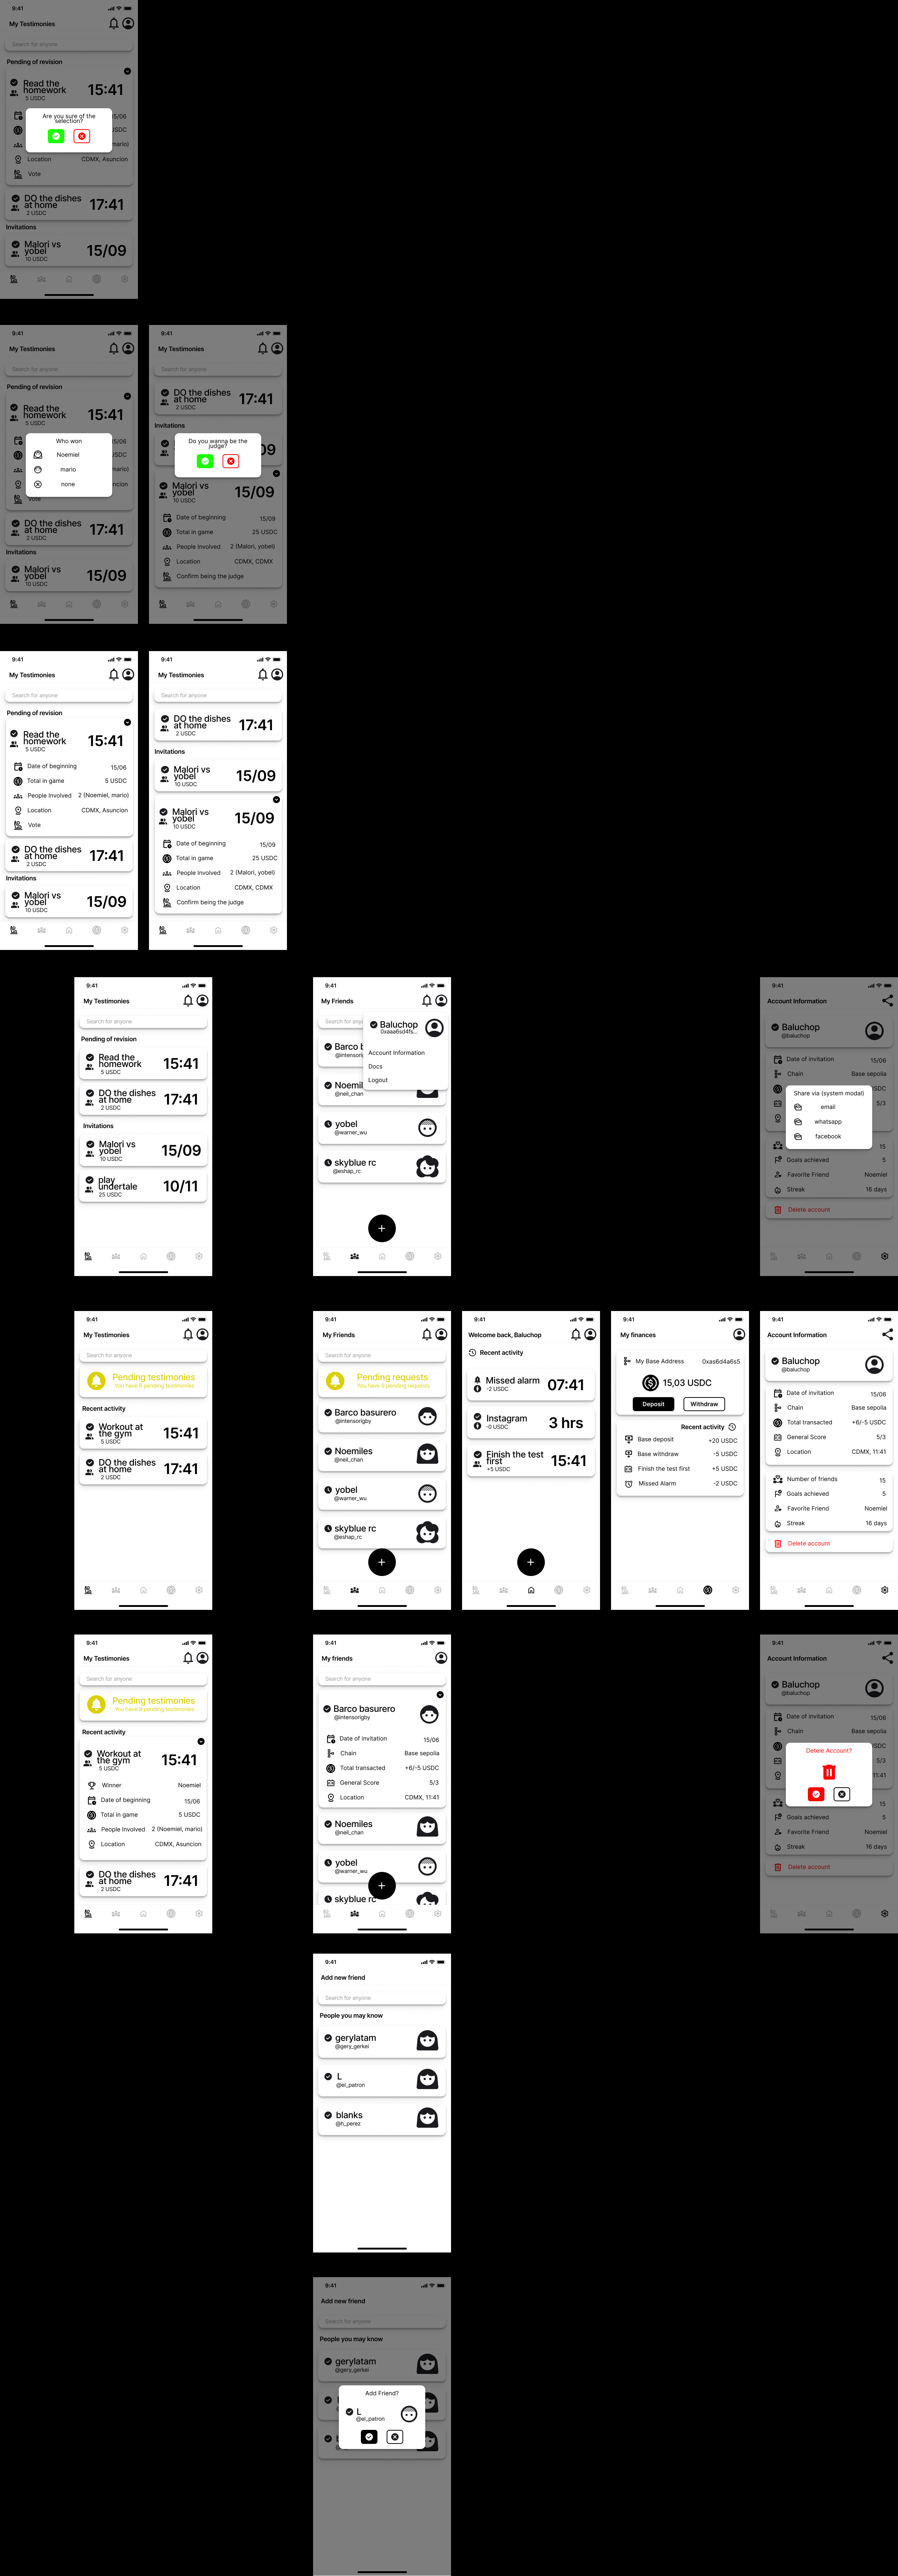 9:41
My Testimonies
Search for anyone
Pending of revision
Read the
homework
5 USDC
15:41
Are you sure of the
selection?
15/06
USDC
mario)
Location
CDMX, Asuncion
Vote
DO the dishes
at home
2 USDC
17:41
Invitations
Malori vs
yobel
10 USDC
15/09
9:41
My Testimonies
Search for anyone
Pending of revision
Read the
homework
5 USDC
15:41
Who won
Noemiel
mario
none
15/06
USDC
mario)
ncion
Vote
DO the dishes
at home
2 USDC
17:41
Invitations
Malori vs
yobel
10 USDC
15/09
9:41
My Testimonies
Search for anyone
DO the dishes
at home
2 USDC
17:41
Invitations
09
Do you wanna be the
judge?
Malori vs
yobel
10 USDC
15/09
Date of beginning
15/09
Total in game
25 USDC
People Involved
2 (Malori, yobel)
Location
CDMX, CDMX
Confirm being the judge
9:41
My Testimonies
Search for anyone
Pending of revision
Read the
homework
5 USDC
15:41
Date of beginning
15/06
Total in game
5 USDC
People Involved
2 (Noemiel, mario)
Location
CDMX, Asuncion
Vote
DO the dishes
at home
2 USDC
17:41
Invitations
Malori vs
yobel
10 USDC
15/09
9:41
My Testimonies
Search for anyone
DO the dishes
at home
2 USDC
17:41
Invitations
Malori vs
yobel
10 USDC
15/09
Malori vs
yobel
10 USDC
15/09
Date of beginning
15/09
Total in game
25 USDC
People Involved
2 (Malori, yobel)
Location
CDMX, CDMX
Confirm being the judge
9:41
My Testimonies
Search for anyone
Pending of revision
Read the
homework
5 USDC
15:41
DO the dishes
at home
2 USDC
17:41
Invitations
Malori vs
yobel
10 USDC
15/09
play
undertale
25 USDC
10/11
9:41
My Friends
Search for anyo
Baluchop
0xaaa6sd4fs...
Account Information
Docs
Logout
Barco b
@intensorig
Noemil
@neil_chan
yobel
@warner_wu
skyblue rc
@eshap_rc
+
9:41
Account Information
Baluchop
@baluchop
Date of invitation
15/06
Chain
Base sepolia
USDC
5/3
Share via (system modal)
email
whatsapp
facebook
15
Goals achieved
5
Favorite Friend
Noemiel
Streak
16 days
Delete account
9:41
My Testimonies
Search for anyone
Pending testimonies
You have 9 pending testimonies
Recent activity
Workout at
the gym
5 USDC
15:41
DO the dishes
at home
2 USDC
17:41
9:41
My Friends
Search for anyone
Pending requests
You have 9 pending requests
Barco basurero
@intensorigby
Noemiles
@neil_chan
yobel
@warner_wu
skyblue rc
@eshap_rc
+
9:41
Welcome back, Baluchop
Recent activity
Missed alarm
-2 USDC
07:41
Instagram
-0 USDC
3 hrs
Finish the test
first
+5 USDC
15:41
+
9:41
My finances
My Base Address
0xas6d4a6s5
15,03 USDC
Deposit
Withdraw
Recent activity
Base deposit
+20 USDC
Base withdraw
-5 USDC
Finish the test first
+5 USDC
Missed Alarm
-2 USDC
9:41
Account Information
Baluchop
@baluchop
Date of invitation
15/06
Chain
Base sepolia
Total transacted
+6/-5 USDC
General Score
5/3
Location
CDMX, 11:41
Number of friends
15
Goals achieved
5
Favorite Friend
Noemiel
Streak
16 days
Delete account
9:41
My Testimonies
Search for anyone
Pending testimonies
You have 9 pending testimonies
Recent activity
Workout at
the gym
5 USDC
15:41
Winner
Noemiel
Date of beginning
15/06
Total in game
5 USDC
People Involved
2 (Noemiel, mario)
Location
CDMX, Asuncion
DO the dishes
at home
2 USDC
17:41
9:41
My friends
Search for anyone
Barco basurero
@intensorigby
Date of invitation
15/06
Chain
Base sepolia
Total transacted
+6/-5 USDC
General Score
5/3
Location
CDMX, 11:41
Noemiles
@neil_chan
yobel
@warner_wu
skyblue rc
+
9:41
Account Information
Baluchop
@baluchop
Date of invitation
15/06
Chain
Base sepolia
USDC
5/3
11:41
Detele Account?
15
Goals achieved
5
Favorite Friend
Noemiel
Streak
16 days
Delete account
9:41
Add new friend
Search for anyone
People you may know
gerylatam
@gery_gerkel
L
@el_patron
blanks
@h_perez
9:41
Add new friend
Search for anyone
People you may know
gerylatam
@gery_gerkel
Add Friend?
L
@el_patron